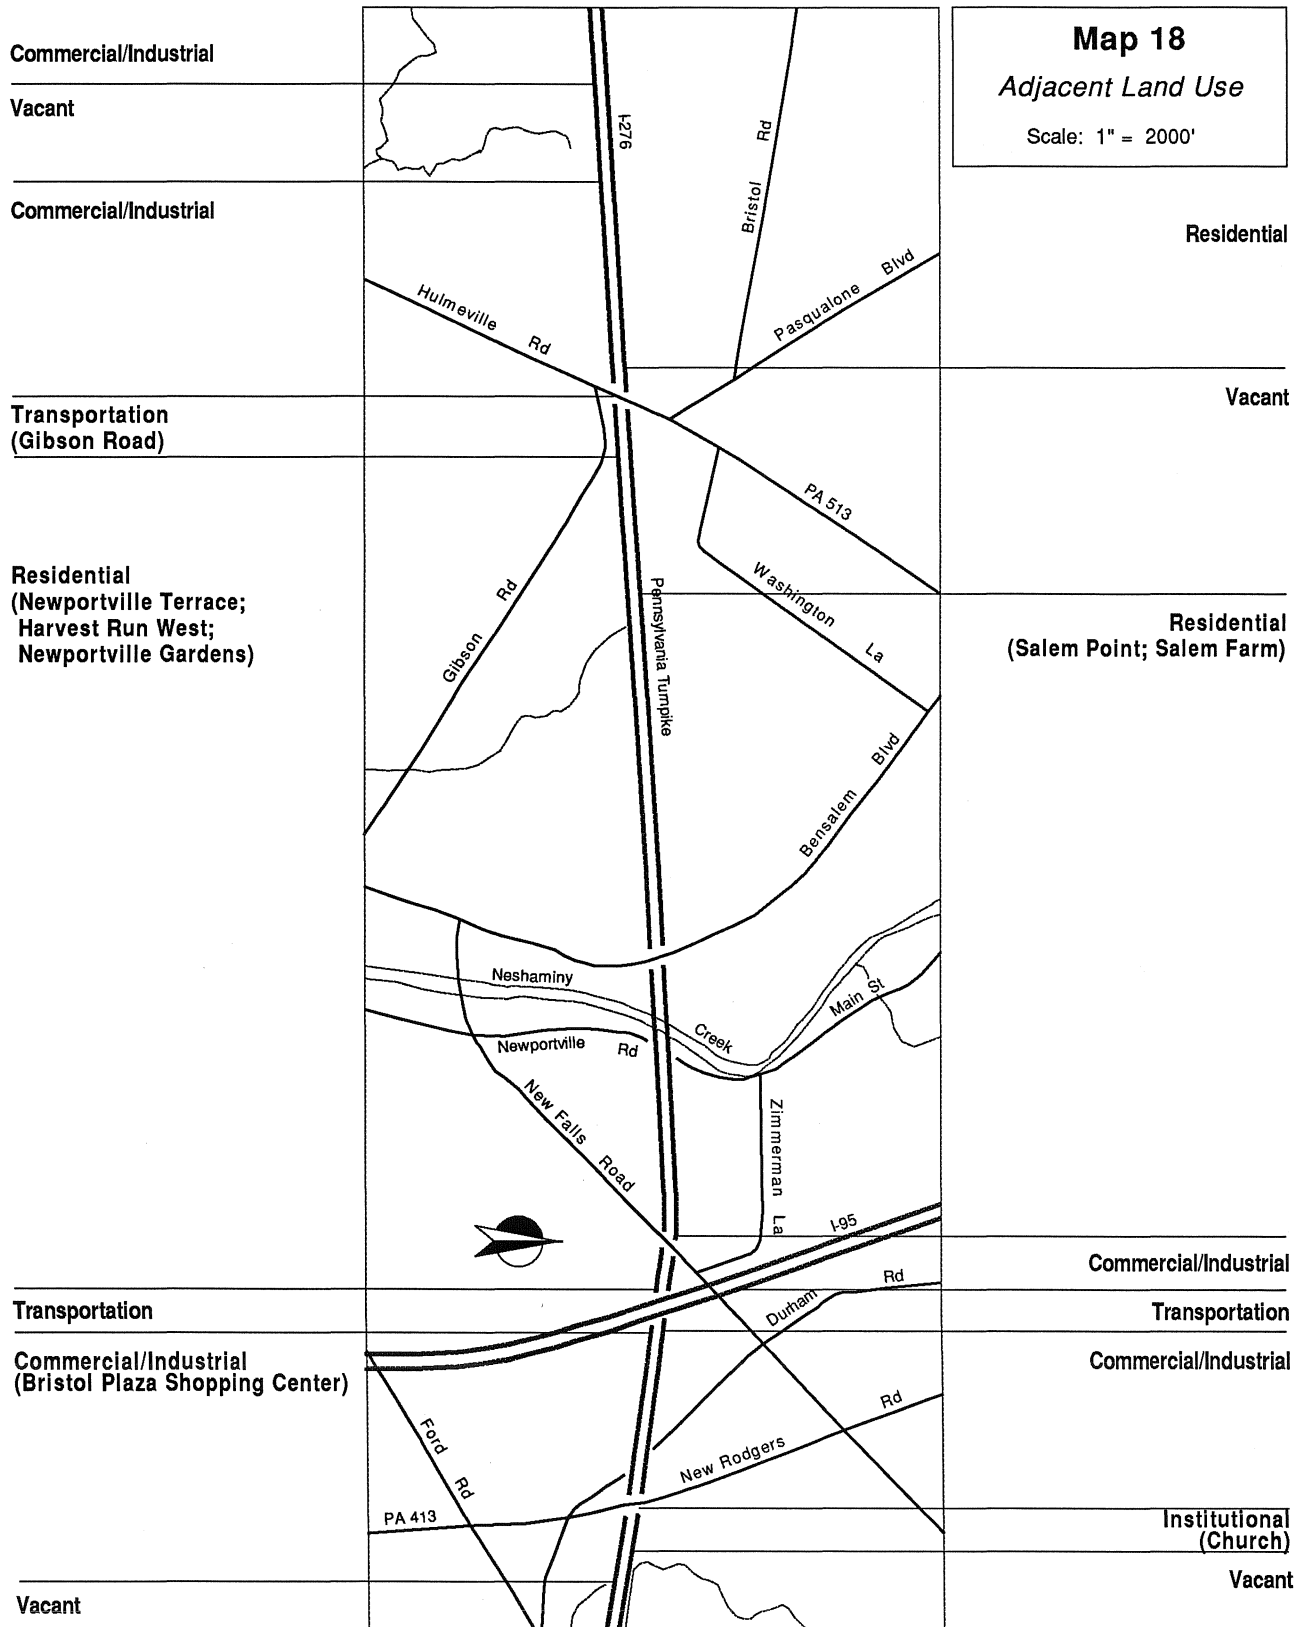 Map 18
Adjacent Land Use
Scale: 1" = 2000'
Commercial/Industrial
Vacant
Commercial/Industrial
I-276
Bristol Rd
Residential
Pasqualone Blvd
Hulmeville Rd
Vacant
Transportation
(Gibson Road)
PA 513
Residential
(Newportville Terrace;
Harvest Run West;
Newportville Gardens)
Gibson Rd
Pennsylvania Turnpike
Washington La
Residential
(Salem Point; Salem Farm)
Bensalem Blvd
Neshaminy Creek
Main St
Newportville Rd
New Falls Road
Zimmerman La
I-95
Commercial/Industrial
Transportation
Durham Rd
Transportation
Commercial/Industrial
(Bristol Plaza Shopping Center)
Commercial/Industrial
Ford Rd
New Rodgers Rd
PA 413
Institutional
(Church)
Vacant
Vacant